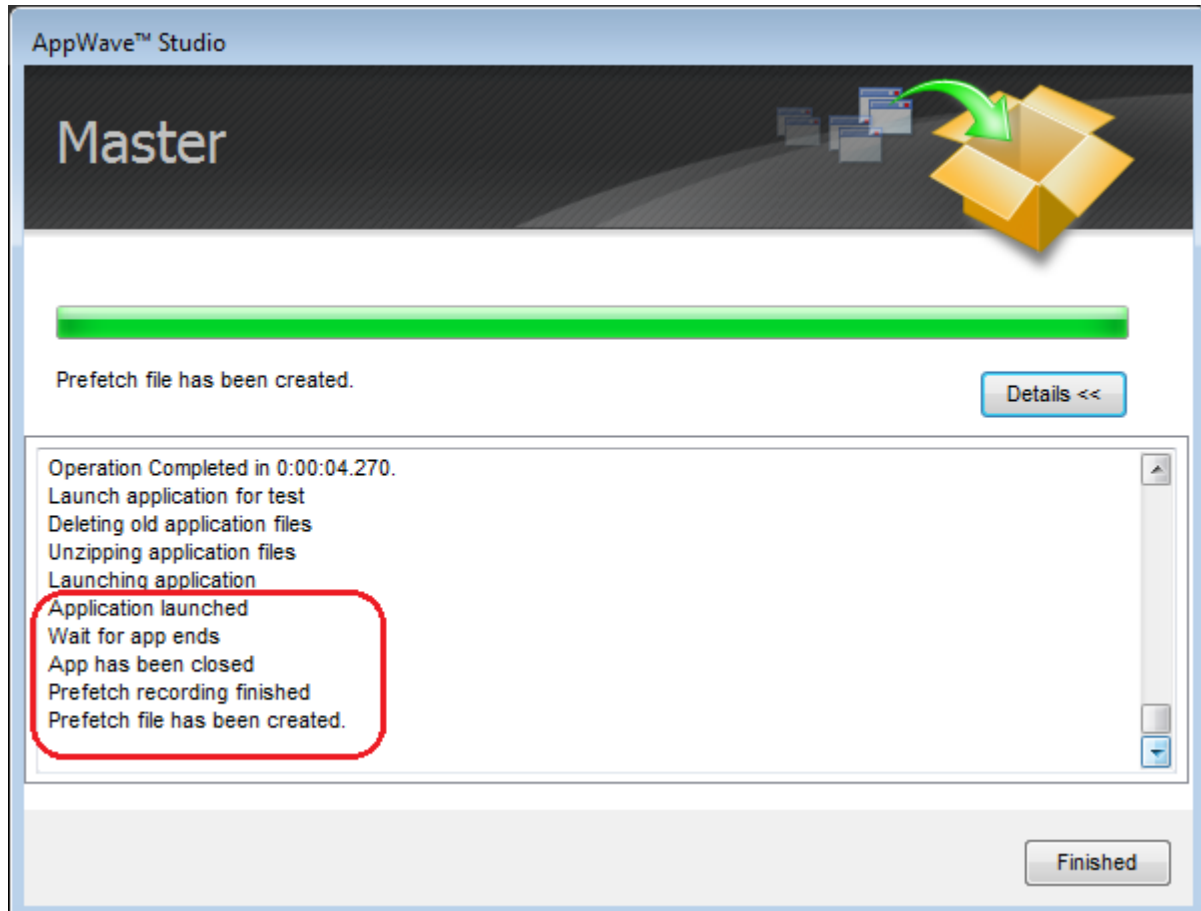 AppWave™ Studio
Master
Prefetch file has been created.
Details <<
Operation Completed in 0:00:04.270.
Launch application for test
Deleting old application files
Unzipping application files
Launching application
Application launched
Wait for app ends
App has been closed
Prefetch recording finished
Prefetch file has been created.
Finished